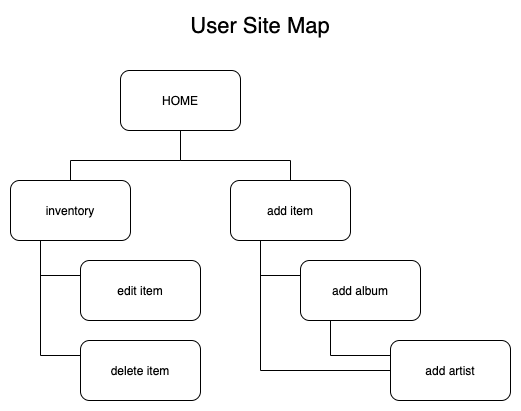 User Site Map
HOME
inventory
add item
edit item
add album
delete item
add artist